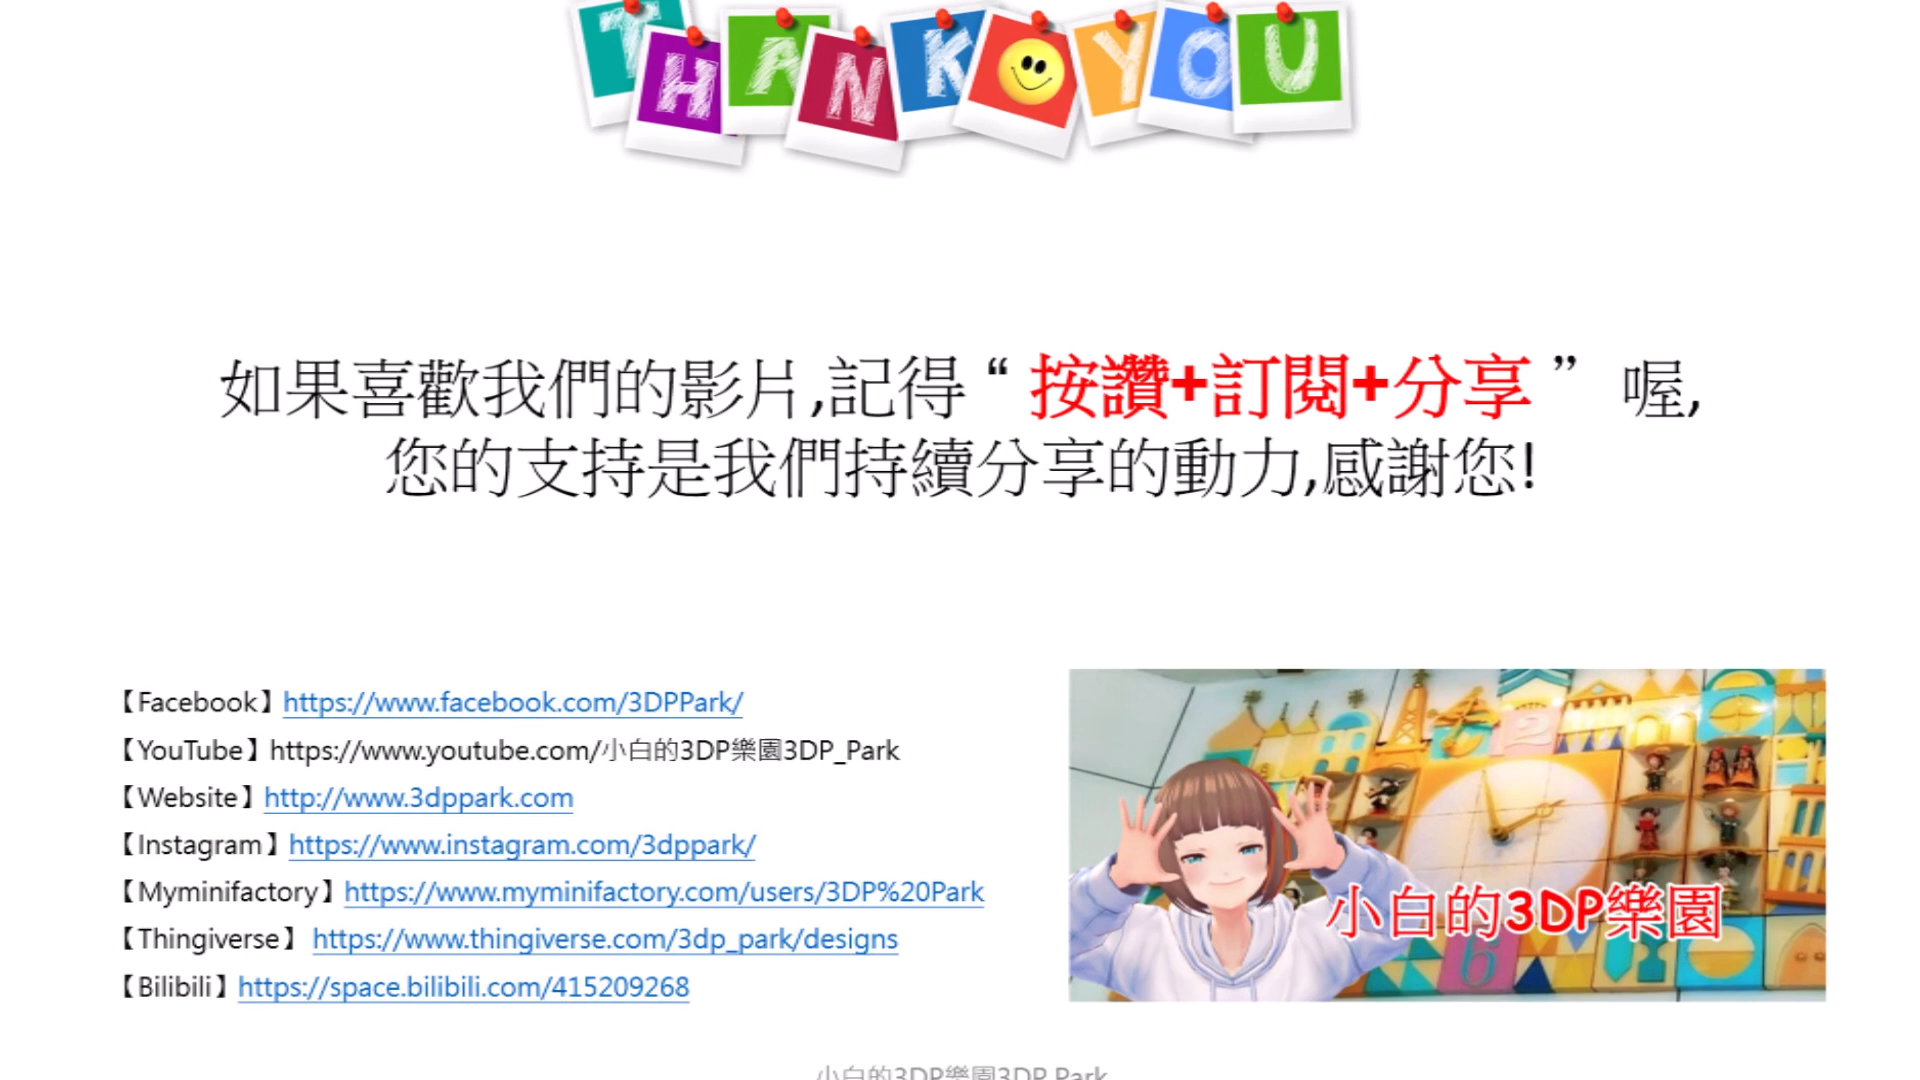 THANK YOU
如果喜歡我們的影片,記得 “ 按讚+訂閱+分享 ” 喔,
您的支持是我們持續分享的動力,感謝您!
【Facebook】https://www.facebook.com/3DPPark/
【YouTube】https://www.youtube.com/小白的3DP樂園3DP_Park
【Website】http://www.3dppark.com
【Instagram】https://www.instagram.com/3dppark/
【Myminifactory】https://www.myminifactory.com/users/3DP%20Park
【Thingiverse】 https://www.thingiverse.com/3dp_park/designs
【Bilibili】https://space.bilibili.com/415209268
小白的3DP樂園
6
小白的3DP樂園3DP Park